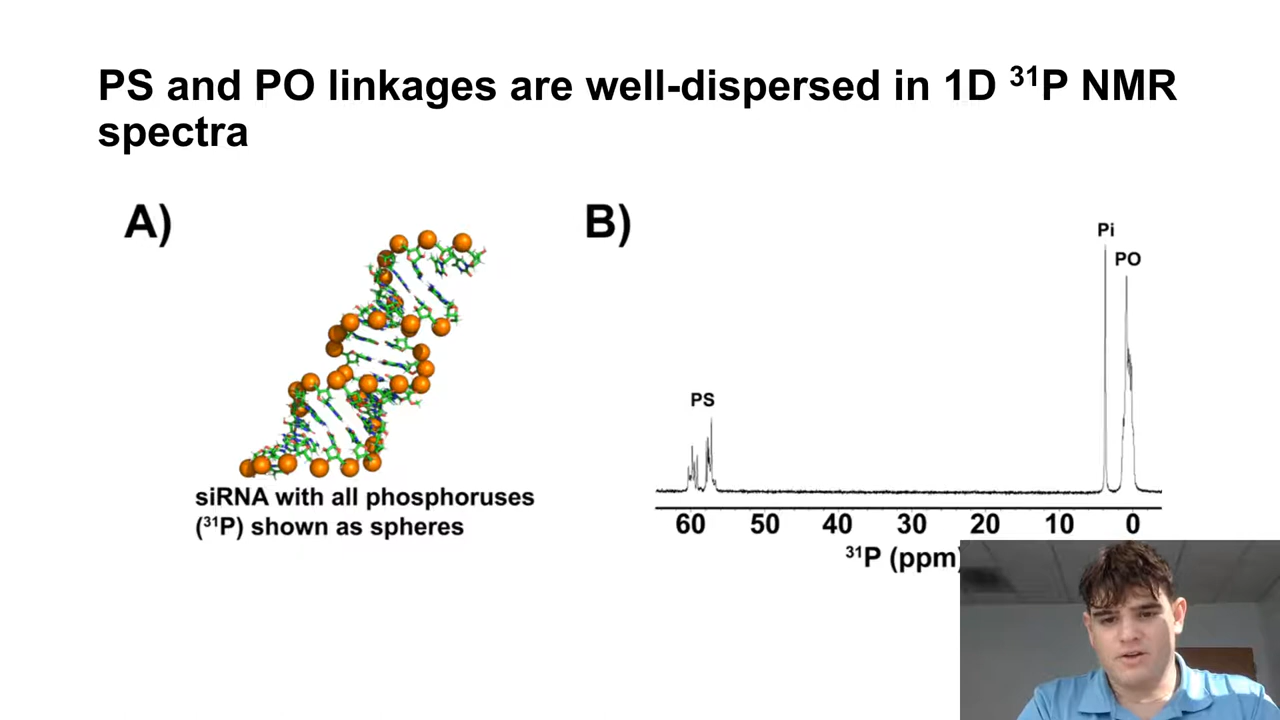 PS and PO linkages are well-dispersed in 1D ³¹P NMR
spectra
A)
siRNA with all phosphoruses
(³¹P) shown as spheres
B)
Pi
PO
PS
60 50 40 30 20 10 0
³¹P (ppm)